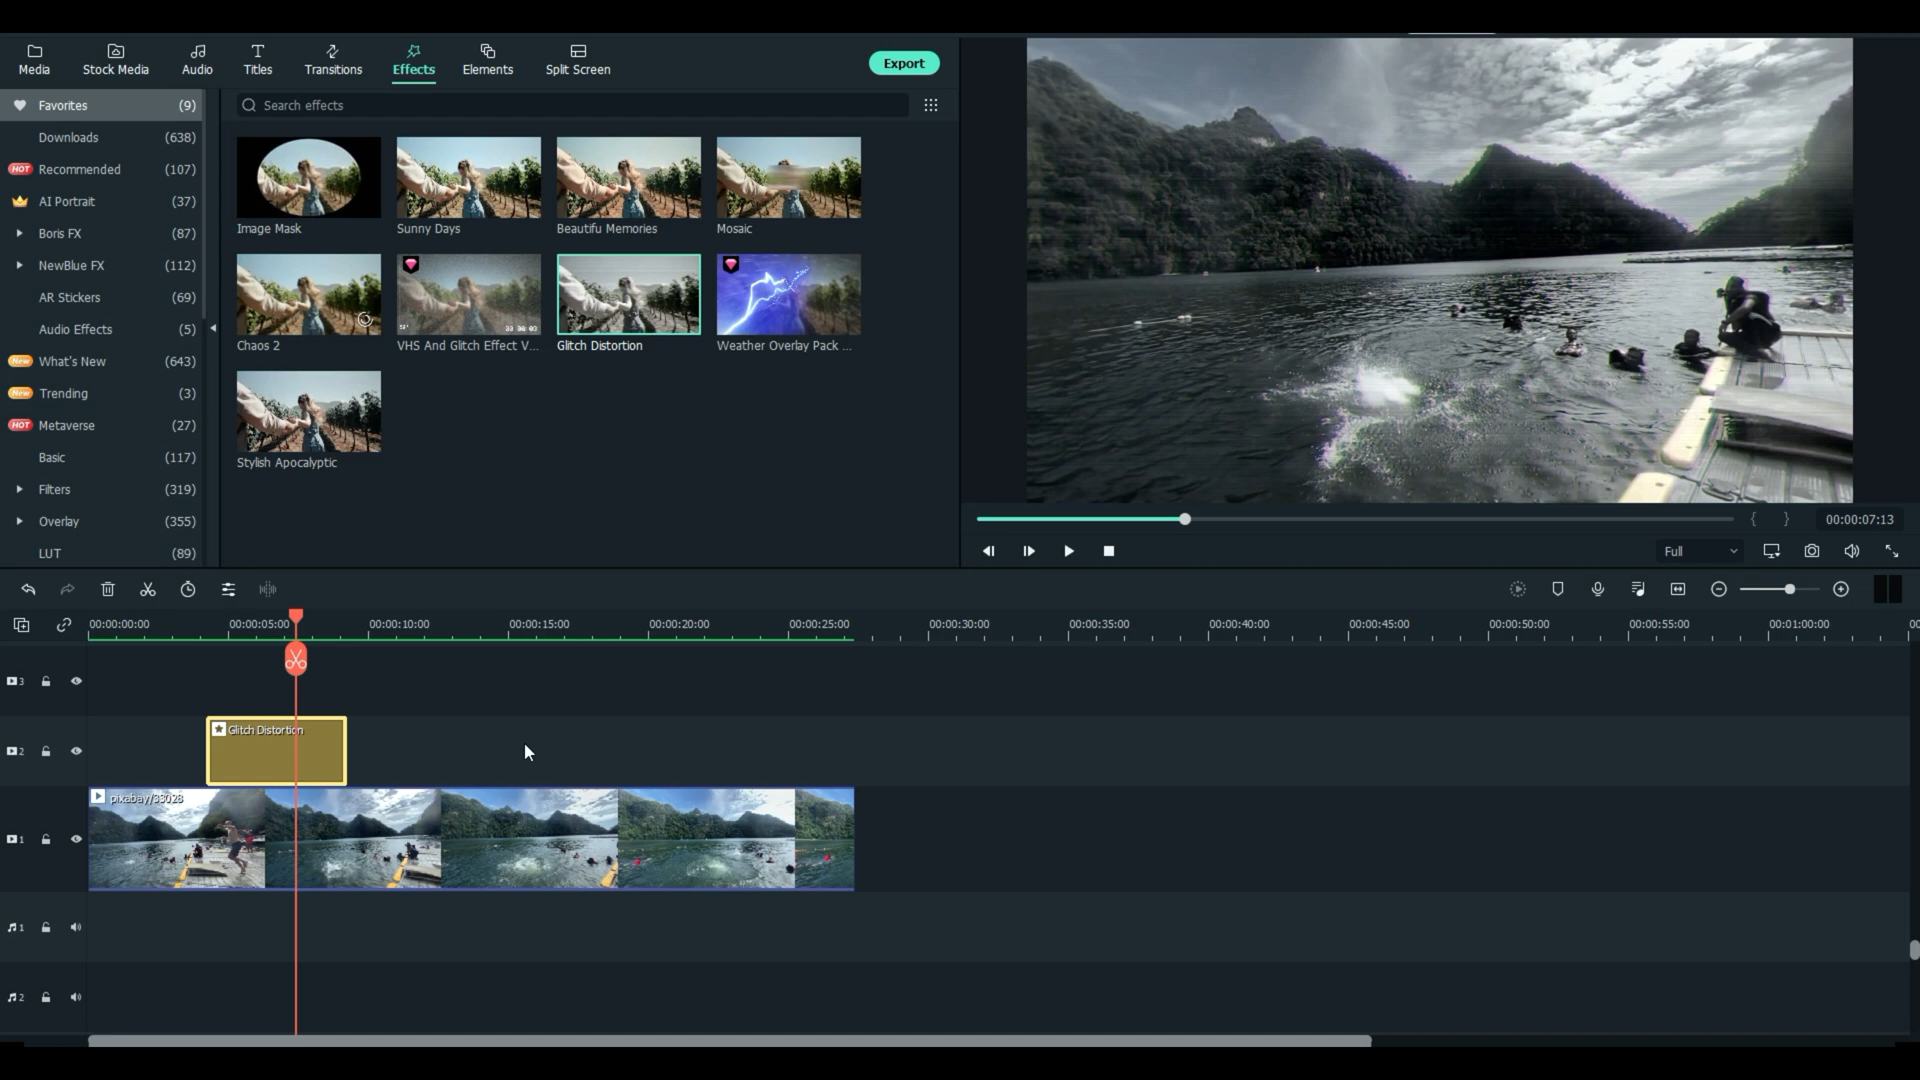 Media
Stock Media
Audio
Titles
Transitions
Effects
Elements
Split Screen
Export
Favorites (9)
Downloads (638)
HOT Recommended (107)
AI Portrait (37)
Boris FX (87)
NewBlue FX (112)
AR Stickers (69)
Audio Effects (5)
New What's New (643)
New Trending (3)
HOT Metaverse (27)
Basic (117)
Filters (319)
Overlay (355)
LUT (89)
Search effects
Image Mask
Sunny Days
Beautifu Memories
Mosaic
Chaos 2
VHS And Glitch Effect V...
Glitch Distortion
Weather Overlay Pack ...
Stylish Apocalyptic
{ }
00:00:07:13
Full
00:00:00:00
00:00:05:00
00:00:10:00
00:00:15:00
00:00:20:00
00:00:25:00
00:00:30:00
00:00:35:00
00:00:40:00
00:00:45:00
00:00:50:00
00:00:55:00
00:01:00:00
00
3
2
Glitch Distortion
1
pixabay/33028
1
2